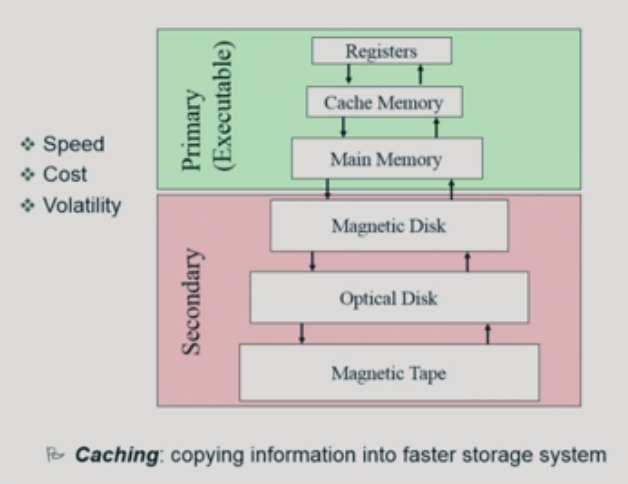 ❖ Speed
❖ Cost
❖ Volatility
Primary
(Executable)
Registers
Cache Memory
Main Memory
Secondary
Magnetic Disk
Optical Disk
Magnetic Tape
Caching: copying information into faster storage system